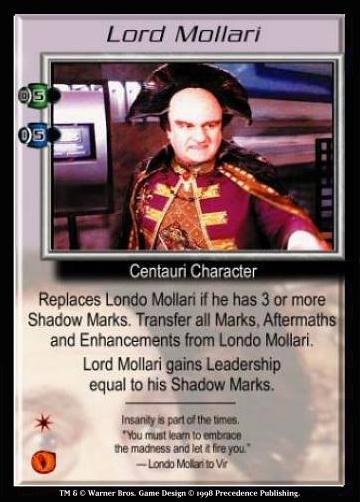 Lord Mollari
05
05
Centauri Character
Replaces Londo Mollari if he has 3 or more
Shadow Marks. Transfer all Marks, Aftermaths
and Enhancements from Londo Mollari.
Lord Mollari gains Leadership
equal to his Shadow Marks.
Insanity is part of the times.
"You must learn to embrace
the madness and let it fire you."
— Londo Mollari to Vir
TM & © Warner Bros. Game Design © 1998 Precedence Publishing.